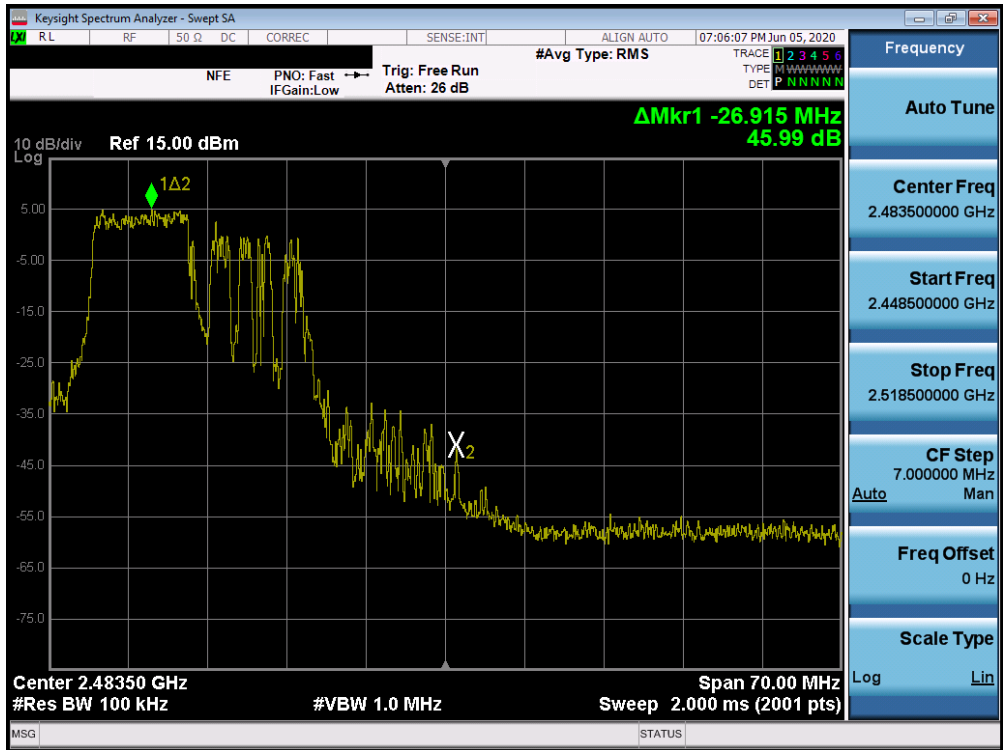 Keysight Spectrum Analyzer - Swept SA
LXI RL RF 50 Ω DC CORREC SENSE:INT ALIGN AUTO 07:06:07 PM Jun 05, 2020
NFE PNO: Fast Trig: Free Run #Avg Type: RMS TRACE 1 2 3 4 5 6
IFGain:Low Atten: 26 dB TYPE M W W W W W
DET P N N N N N
ΔMkr1 -26.915 MHz
45.99 dB
10 dB/div Ref 15.00 dBm
Log
1Δ2
5.00
-5.00
-15.0
-25.0
-35.0
X2
-45.0
-55.0
-65.0
-75.0
Center 2.48350 GHz Span 70.00 MHz
#Res BW 100 kHz #VBW 1.0 MHz Sweep 2.000 ms (2001 pts)
MSG STATUS
Frequency
Auto Tune
Center Freq
2.483500000 GHz
Start Freq
2.448500000 GHz
Stop Freq
2.518500000 GHz
CF Step
7.000000 MHz
Auto Man
Freq Offset
0 Hz
Scale Type
Log Lin